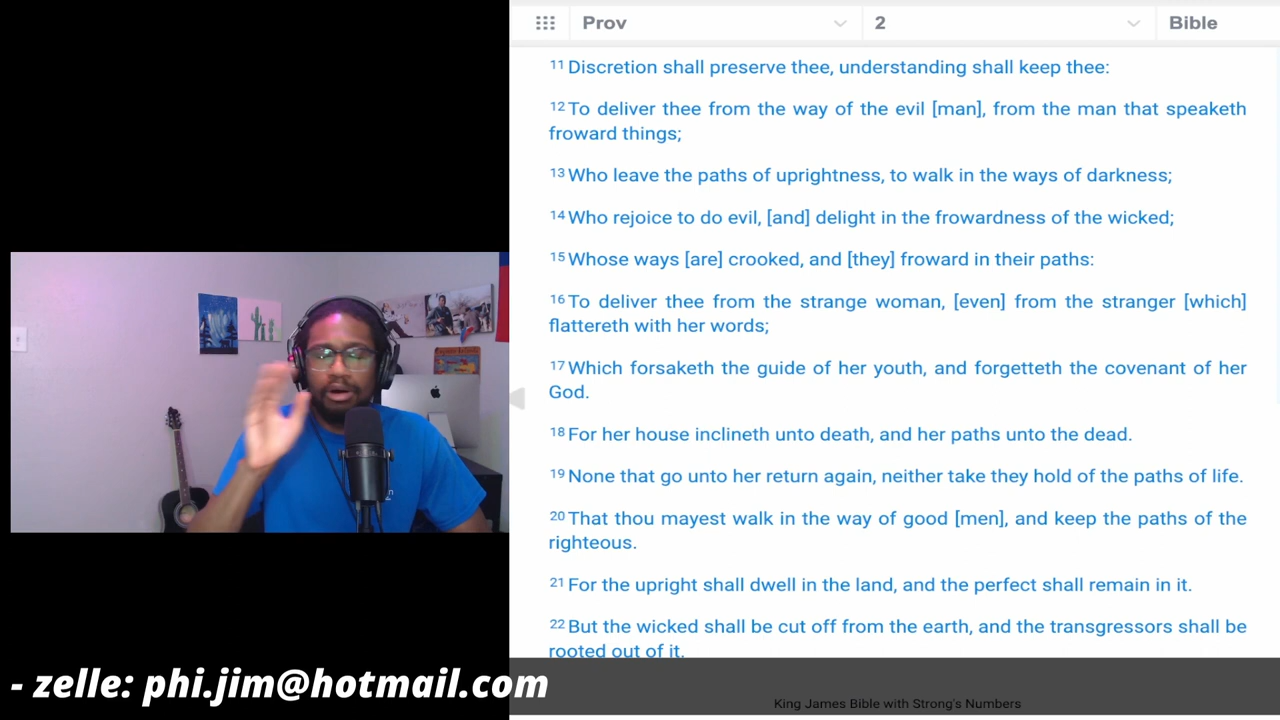 Prov
2
Bible
11 Discretion shall preserve thee, understanding shall keep thee:
12 To deliver thee from the way of the evil [man], from the man that speaketh
froward things;
13 Who leave the paths of uprightness, to walk in the ways of darkness;
14 Who rejoice to do evil, [and] delight in the frowardness of the wicked;
15 Whose ways [are] crooked, and [they] froward in their paths:
16 To deliver thee from the strange woman, [even] from the stranger [which]
flattereth with her words;
17 Which forsaketh the guide of her youth, and forgetteth the covenant of her
God.
18 For her house inclineth unto death, and her paths unto the dead.
19 None that go unto her return again, neither take they hold of the paths of life.
20 That thou mayest walk in the way of good [men], and keep the paths of the
righteous.
21 For the upright shall dwell in the land, and the perfect shall remain in it.
22 But the wicked shall be cut off from the earth, and the transgressors shall be
rooted out of it.
- zelle: phi.jim@hotmail.com
King James Bible with Strong's Numbers